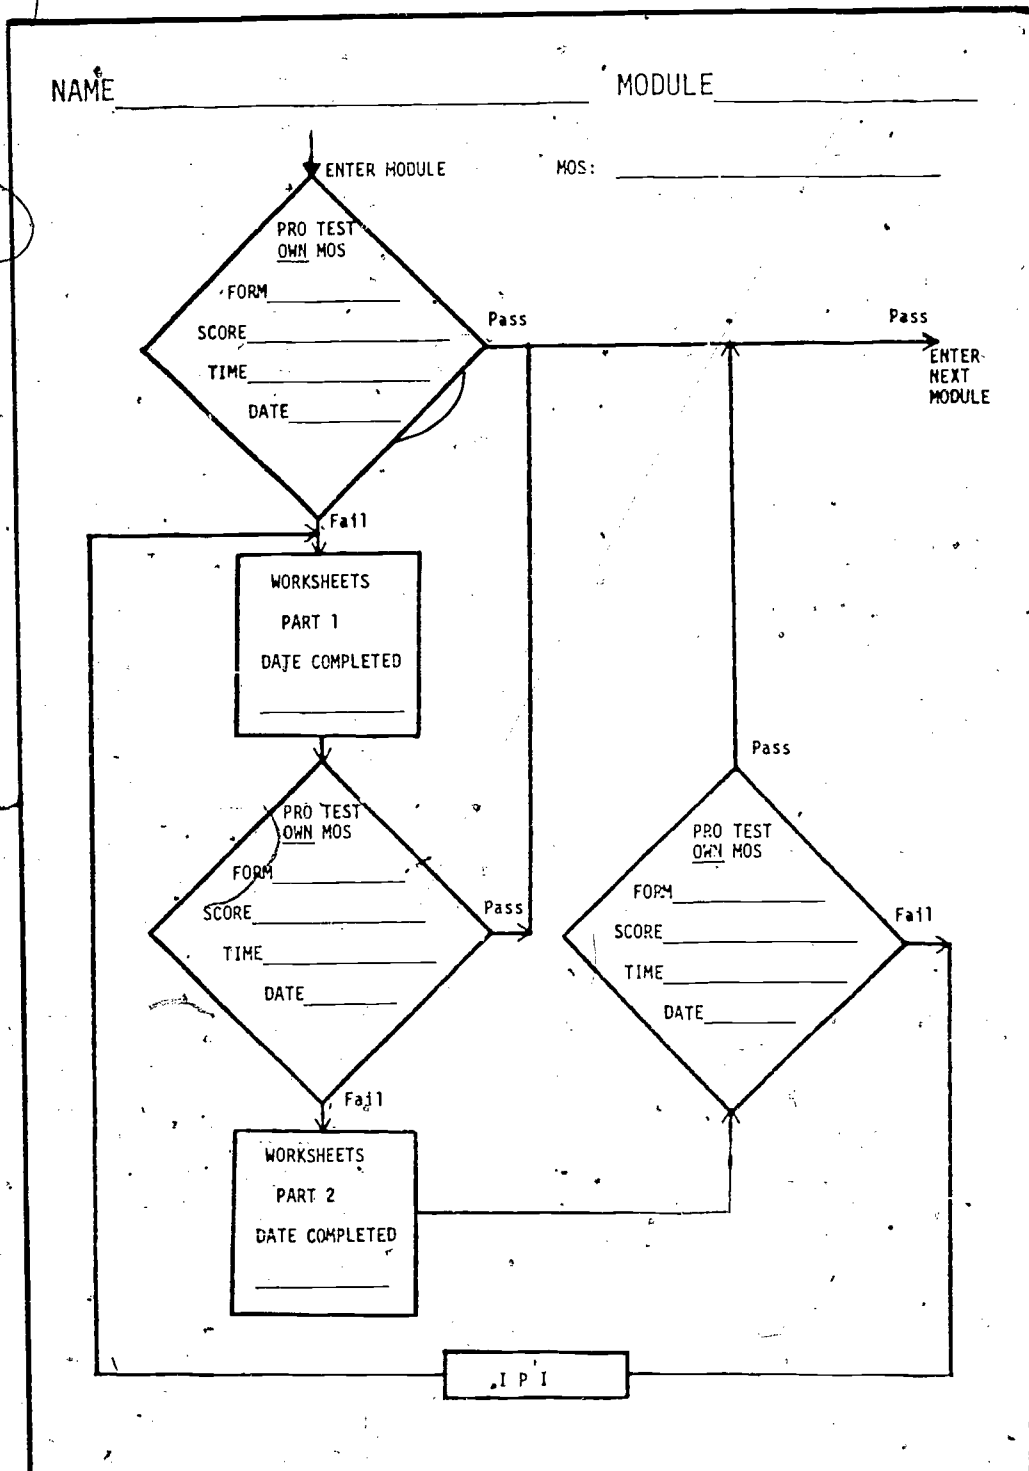 NAME MODULE
ENTER MODULE MOS:
PRO TEST
OWN MOS
FORM
SCORE
TIME
DATE
Pass
Pass
ENTER
NEXT
MODULE
Fail
WORKSHEETS
PART 1
DATE COMPLETED
PRO TEST
OWN MOS
FORM
SCORE
TIME
DATE
Pass
Fail
WORKSHEETS
PART 2
DATE COMPLETED
Pass
PRO TEST
OWN MOS
FORM
SCORE
TIME
DATE
Fail
I P I